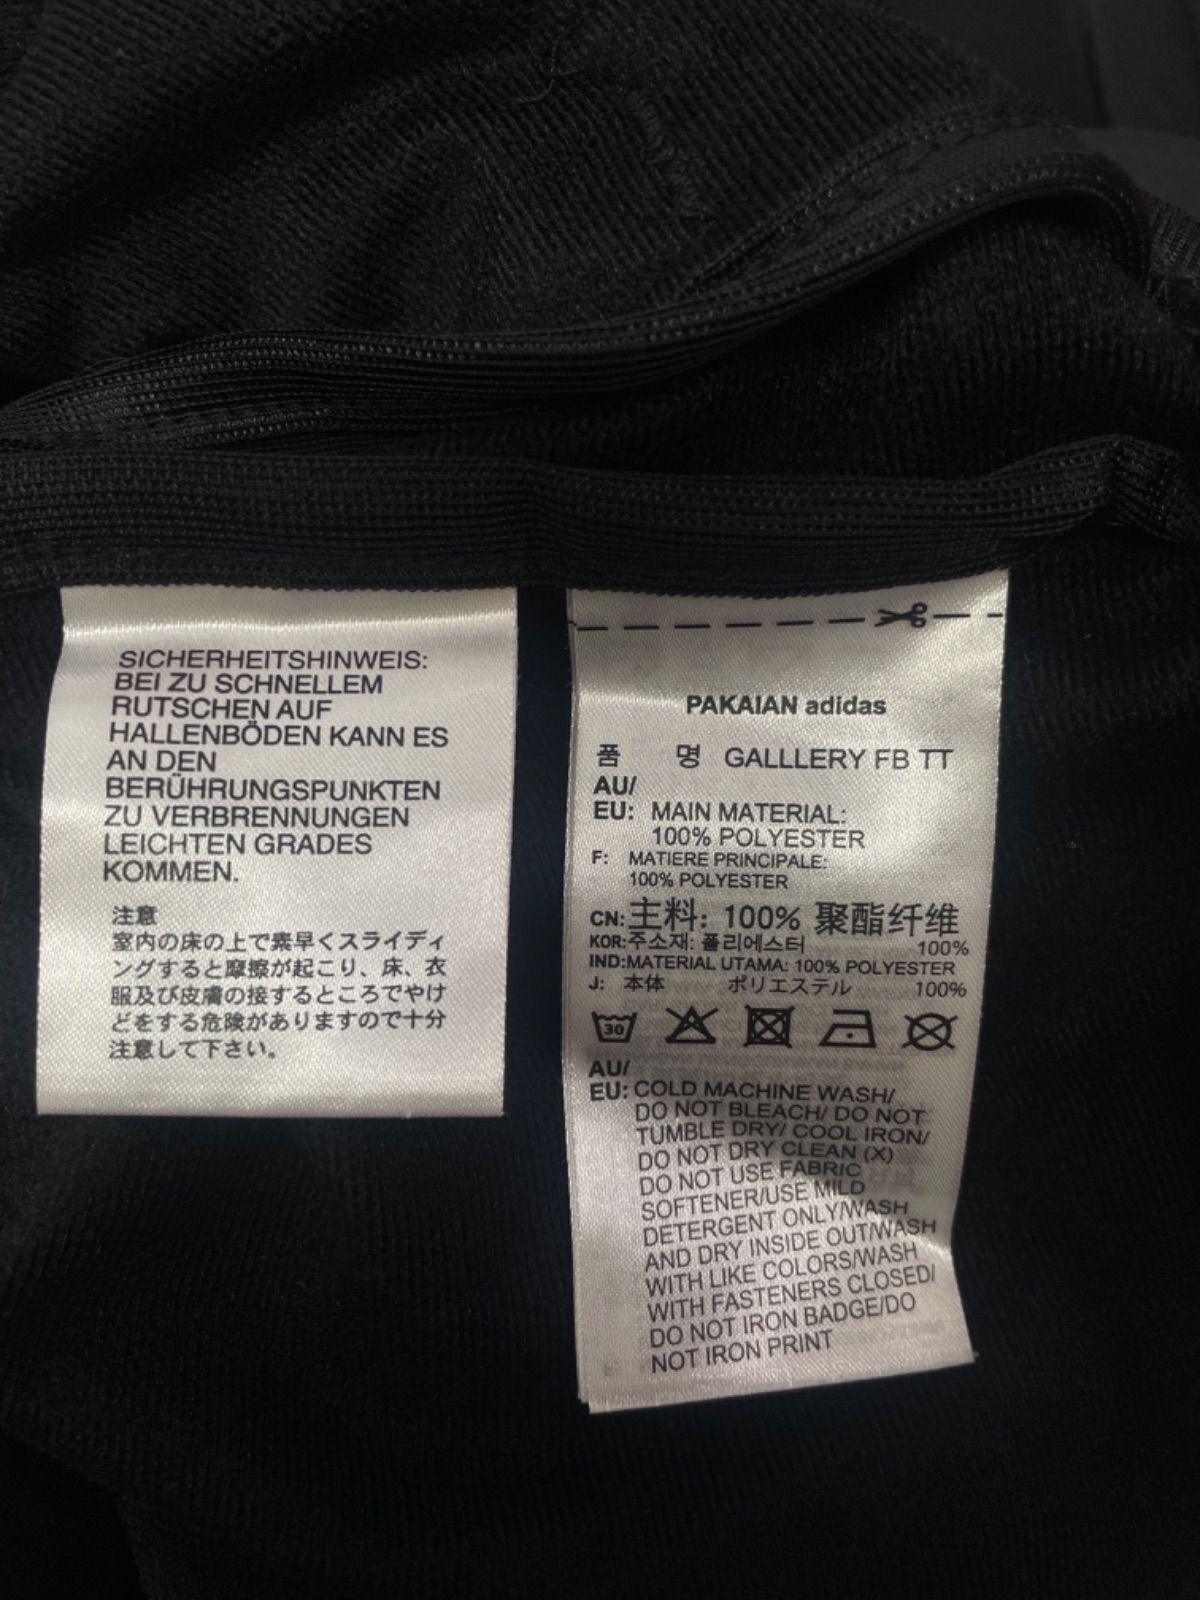 SICHERHEITSHINWEIS:
BEI ZU SCHNELLEM
RUTSCHEN AUF
HALLENBÖDEN KANN ES
AN DEN
BERÜHRUNGSPUNKTEN
ZU VERBRENNUNGEN
LEICHTEN GRADES
KOMMEN.
注意
室内の床の上で素早くスライディ
ングすると摩擦が起こり、床、衣
服及び皮膚の接するところでやけ
どをする危険がありますので十分
注意して下さい。
PAKAIAN adidas
품 명 GALLLERY FB TT
AU/
EU: MAIN MATERIAL:
100% POLYESTER
F: MATIERE PRINCIPALE:
100% POLYESTER
CN: 主料: 100% 聚酯纤维
KOR: 주소재: 폴리에스터 100%
IND: MATERIAL UTAMA: 100% POLYESTER
J: 本体 ポリエステル 100%
30
AU/
EU: COLD MACHINE WASH/
DO NOT BLEACH/ DO NOT
TUMBLE DRY/ COOL IRON/
DO NOT DRY CLEAN (X)
DO NOT USE FABRIC
SOFTENER/USE MILD
DETERGENT ONLY/WASH
AND DRY INSIDE OUT/WASH
WITH LIKE COLORS/WASH
WITH FASTENERS CLOSED/
DO NOT IRON BADGE/DO
NOT IRON PRINT